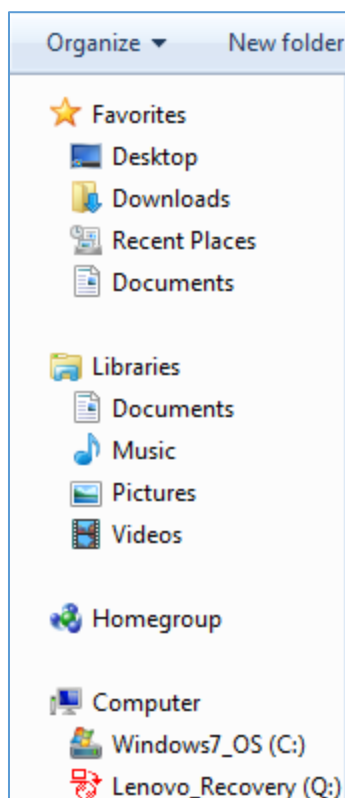 Organize New folder
Favorites
Desktop
Downloads
Recent Places
Documents
Libraries
Documents
Music
Pictures
Videos
Homegroup
Computer
Windows7_OS (C:)
Lenovo_Recovery (Q:)